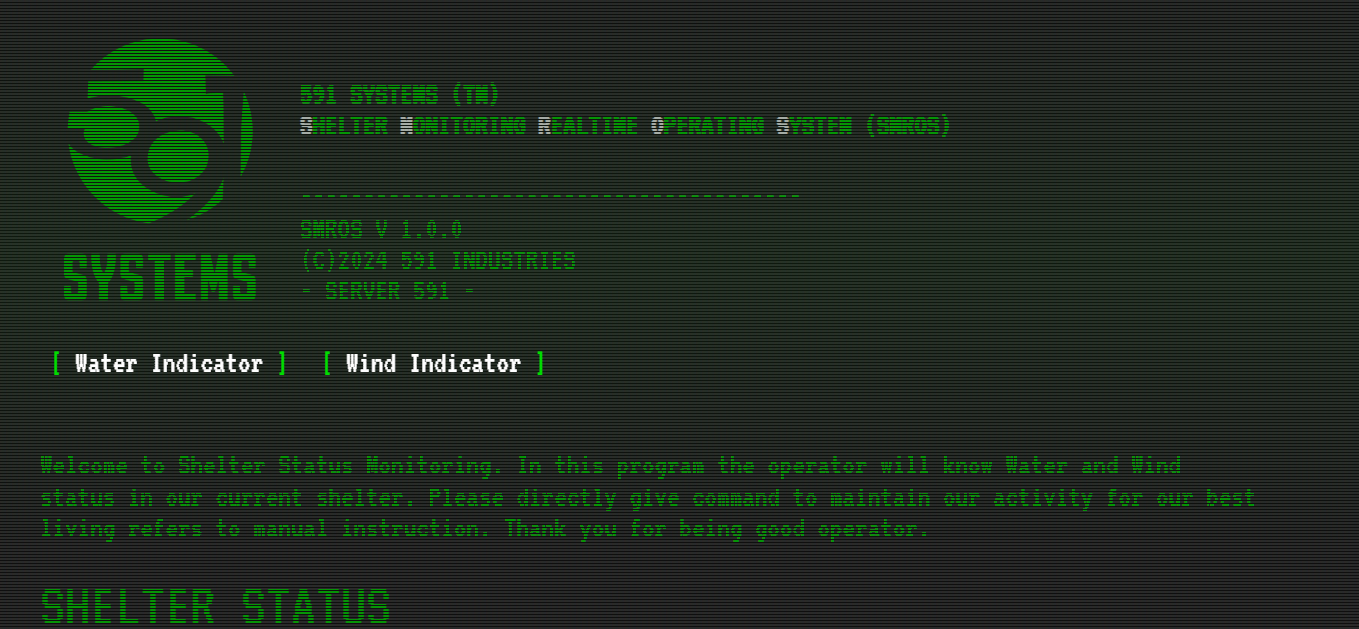 591 SYSTEMS (TM)
SHELTER MONITORING REALTIME OPERATING SYSTEM (SMROS)
----------------------------------------
SMROS V 1.0.0
(C)2024 591 INDUSTRIES
- SERVER 591 -
SYSTEMS
[ Water Indicator ] [ Wind Indicator ]
Welcome to Shelter Status Monitoring. In this program the operator will know Water and Wind
status in our current shelter. Please directly give command to maintain our activity for our best
living refers to manual instruction. Thank you for being good operator.
SHELTER STATUS